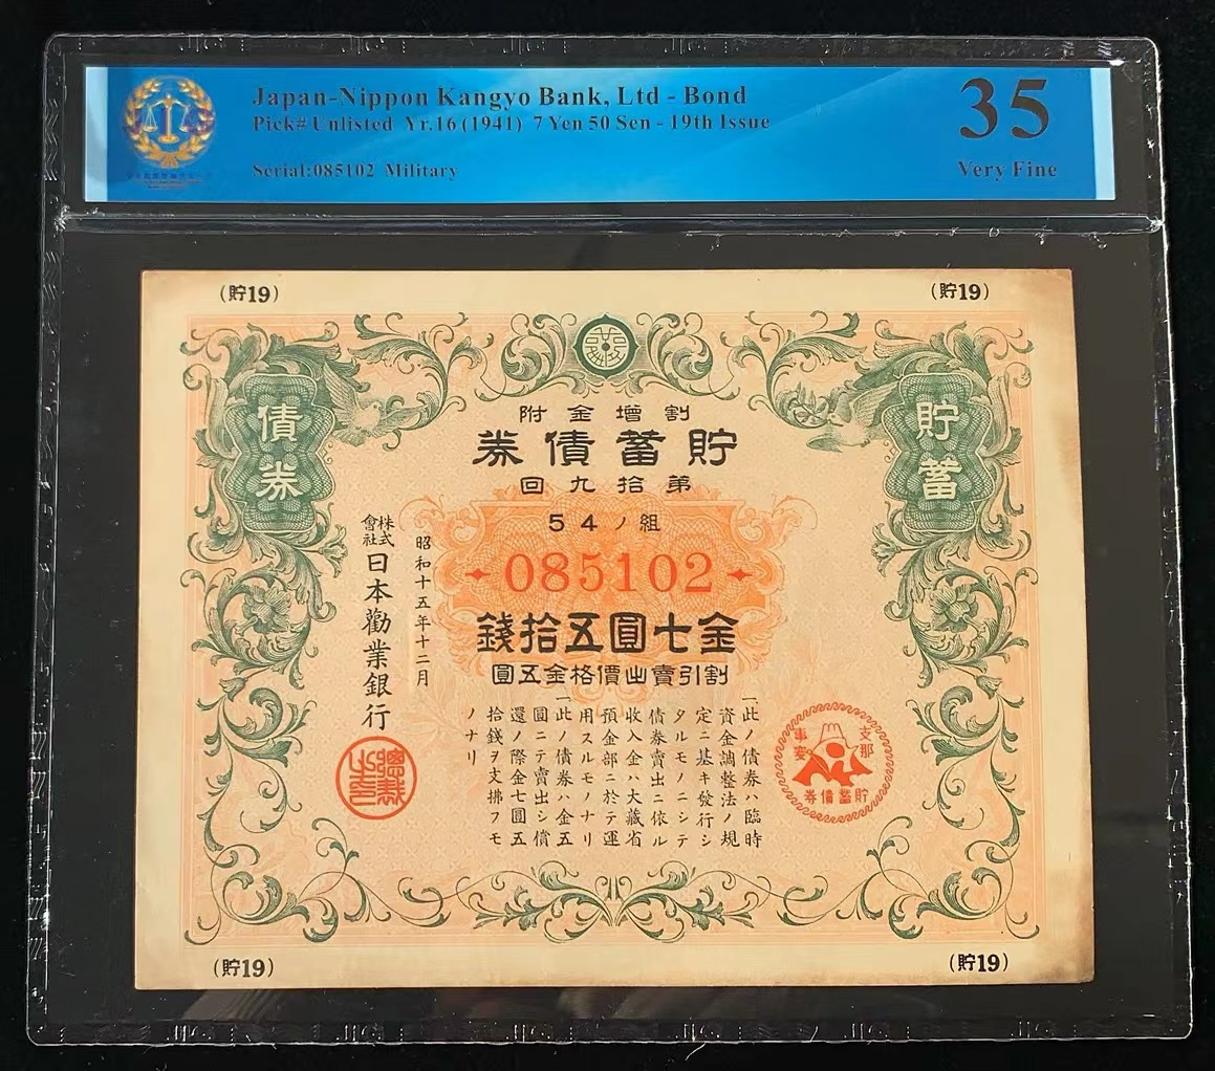 Japan-Nippon Kangyo Bank, Ltd - Bond
Pick# Unlisted Yr.16 (1941) 7 Yen 50 Sen - 19th Issue
Serial:085102 Military
35
Very Fine
(貯19)
(貯19)
貯蓄
債券
割增金附
貯蓄債券
第拾九回
54ノ組
085102
金七圓五拾錢
割引賣出價格金五圓
一此ノ債券ハ臨時
資金調整法ノ規
定ニ基キ發行シ
タルモノニシテ
債券賣出ニ依ル
收入金ハ大藏省
預金部ニ於テ運
用スルモノナリ
一此ノ債券ハ金五
圓ニテ賣出シ償
還ノ際金七圓五
拾錢ヲ支拂フモ
ノナリ
昭和十五年十二月
株式會社日本勸業銀行
支那
事變
貯蓄債券
(貯19)
(貯19)